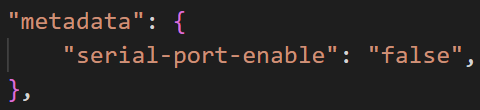 "metadata": {
    "serial-port-enable": "false",
},